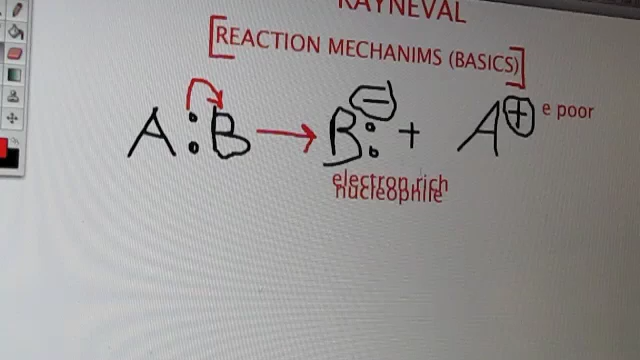 RAYNEVAL
[REACTION MECHANIMS (BASICS)]
A:B → B:⊖ + A⊕ e poor
electron rich
nucleophile